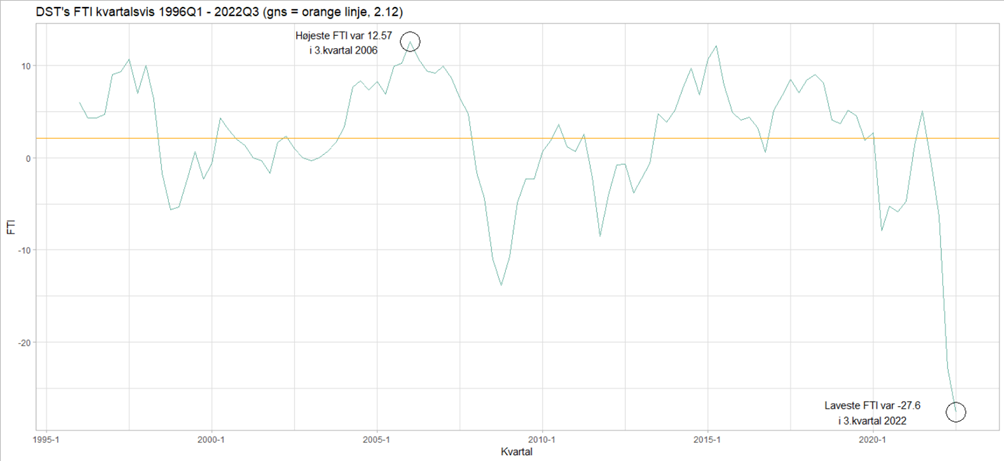 DST's FTI kvartalsvis 1996Q1 - 2022Q3 (gns = orange linje, 2.12)
Højeste FTI var 12.57
i 3.kvartal 2006
10
0
-10
-20
FTI
Laveste FTI var -27.6
i 3.kvartal 2022
1995-1
2000-1
2005-1
2010-1
2015-1
2020-1
Kvartal